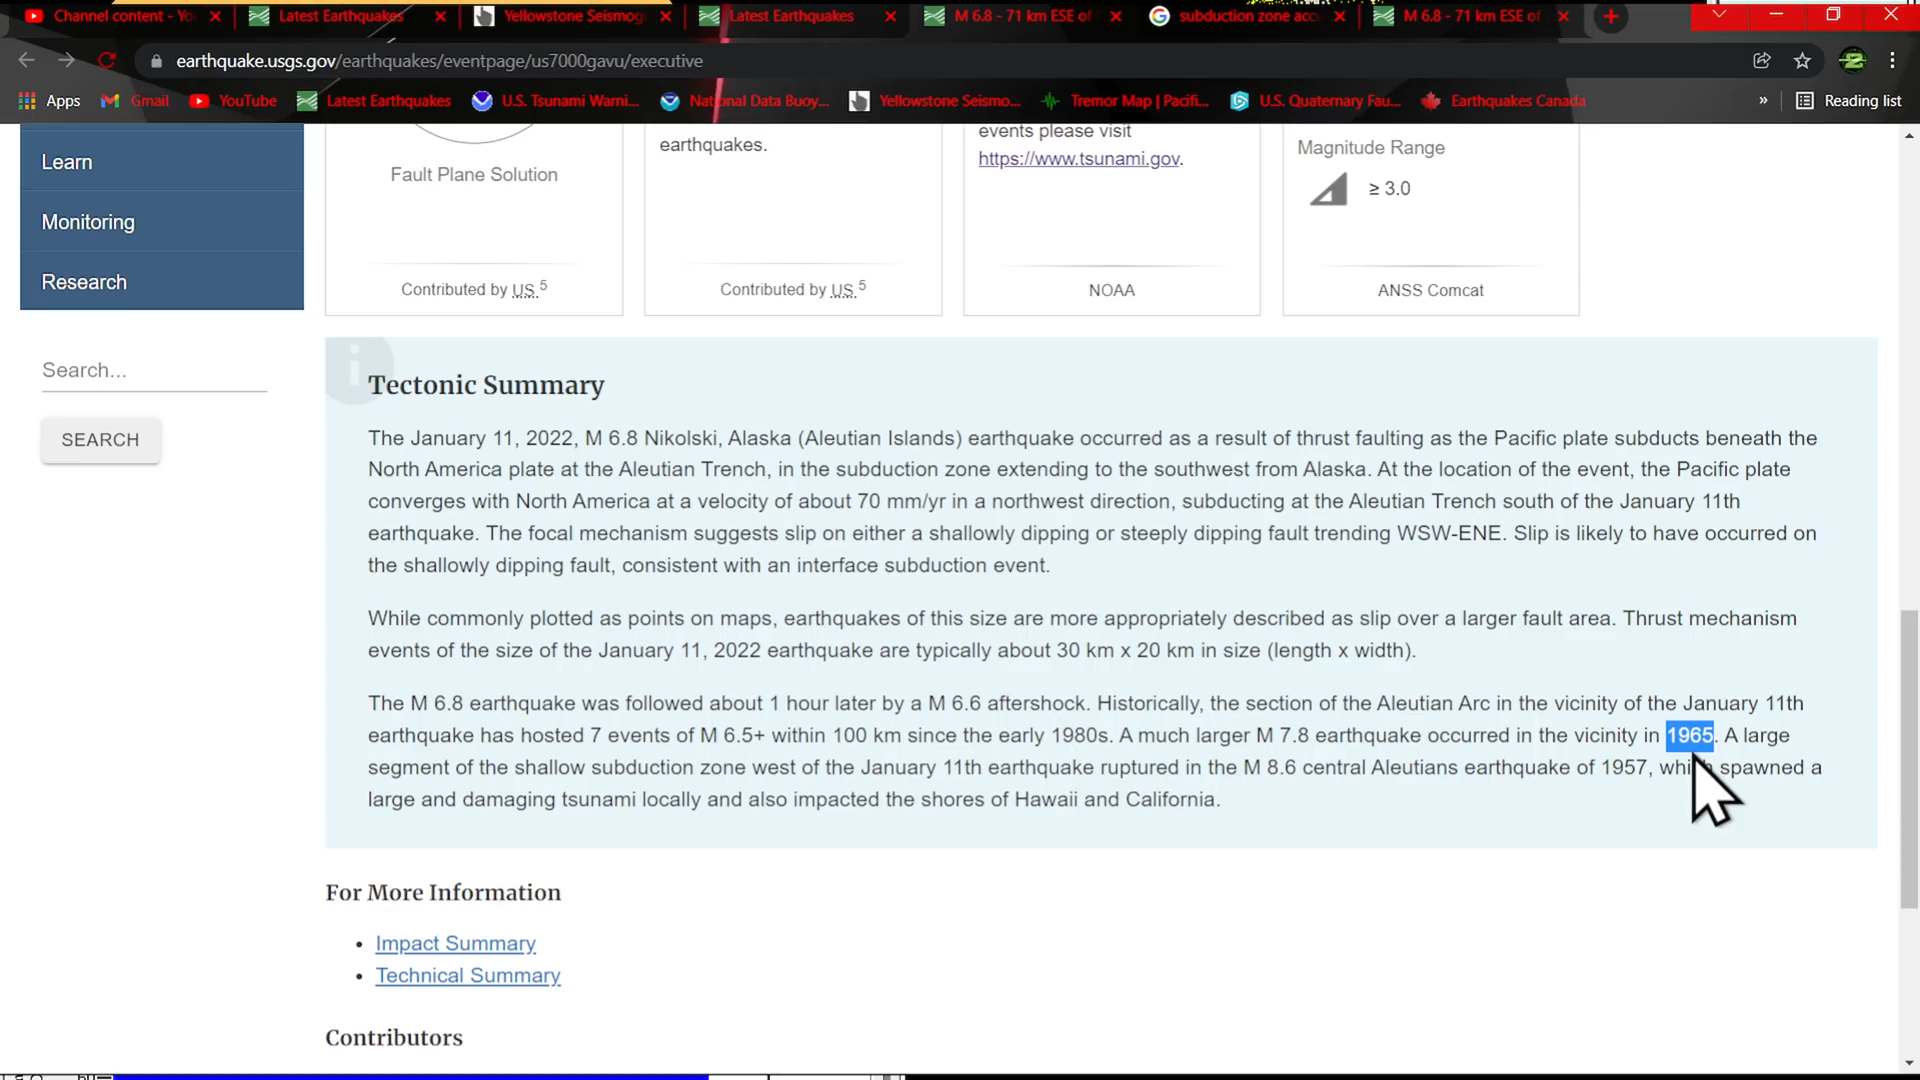 Channel content - Yo
Latest Earthquakes
Yellowstone Seismog
Latest Earthquakes
M 6.8 - 71 km ESE of
subduction zone acc
M 6.8 - 71 km ESE of
earthquake.usgs.gov/earthquakes/eventpage/us7000gavu/executive
Apps
Gmail
YouTube
Latest Earthquakes
U.S. Tsunami Warni...
National Data Buoy...
Yellowstone Seismo...
Tremor Map | Pacifi...
U.S. Quaternary Fau...
Earthquakes Canada
»
Reading list
Learn
Monitoring
Research
Search...
SEARCH
Fault Plane Solution
Contributed by US 5
earthquakes.
Contributed by US 5
events please visit
https://www.tsunami.gov.
NOAA
Magnitude Range
≥ 3.0
ANSS Comcat
Tectonic Summary
The January 11, 2022, M 6.8 Nikolski, Alaska (Aleutian Islands) earthquake occurred as a result of thrust faulting as the Pacific plate subducts beneath the
North America plate at the Aleutian Trench, in the subduction zone extending to the southwest from Alaska. At the location of the event, the Pacific plate
converges with North America at a velocity of about 70 mm/yr in a northwest direction, subducting at the Aleutian Trench south of the January 11th
earthquake. The focal mechanism suggests slip on either a shallowly dipping or steeply dipping fault trending WSW-ENE. Slip is likely to have occurred on
the shallowly dipping fault, consistent with an interface subduction event.
While commonly plotted as points on maps, earthquakes of this size are more appropriately described as slip over a larger fault area. Thrust mechanism
events of the size of the January 11, 2022 earthquake are typically about 30 km x 20 km in size (length x width).
The M 6.8 earthquake was followed about 1 hour later by a M 6.6 aftershock. Historically, the section of the Aleutian Arc in the vicinity of the January 11th
earthquake has hosted 7 events of M 6.5+ within 100 km since the early 1980s. A much larger M 7.8 earthquake occurred in the vicinity in 1965. A large
segment of the shallow subduction zone west of the January 11th earthquake ruptured in the M 8.6 central Aleutians earthquake of 1957, which spawned a
large and damaging tsunami locally and also impacted the shores of Hawaii and California.
For More Information
• Impact Summary
• Technical Summary
Contributors